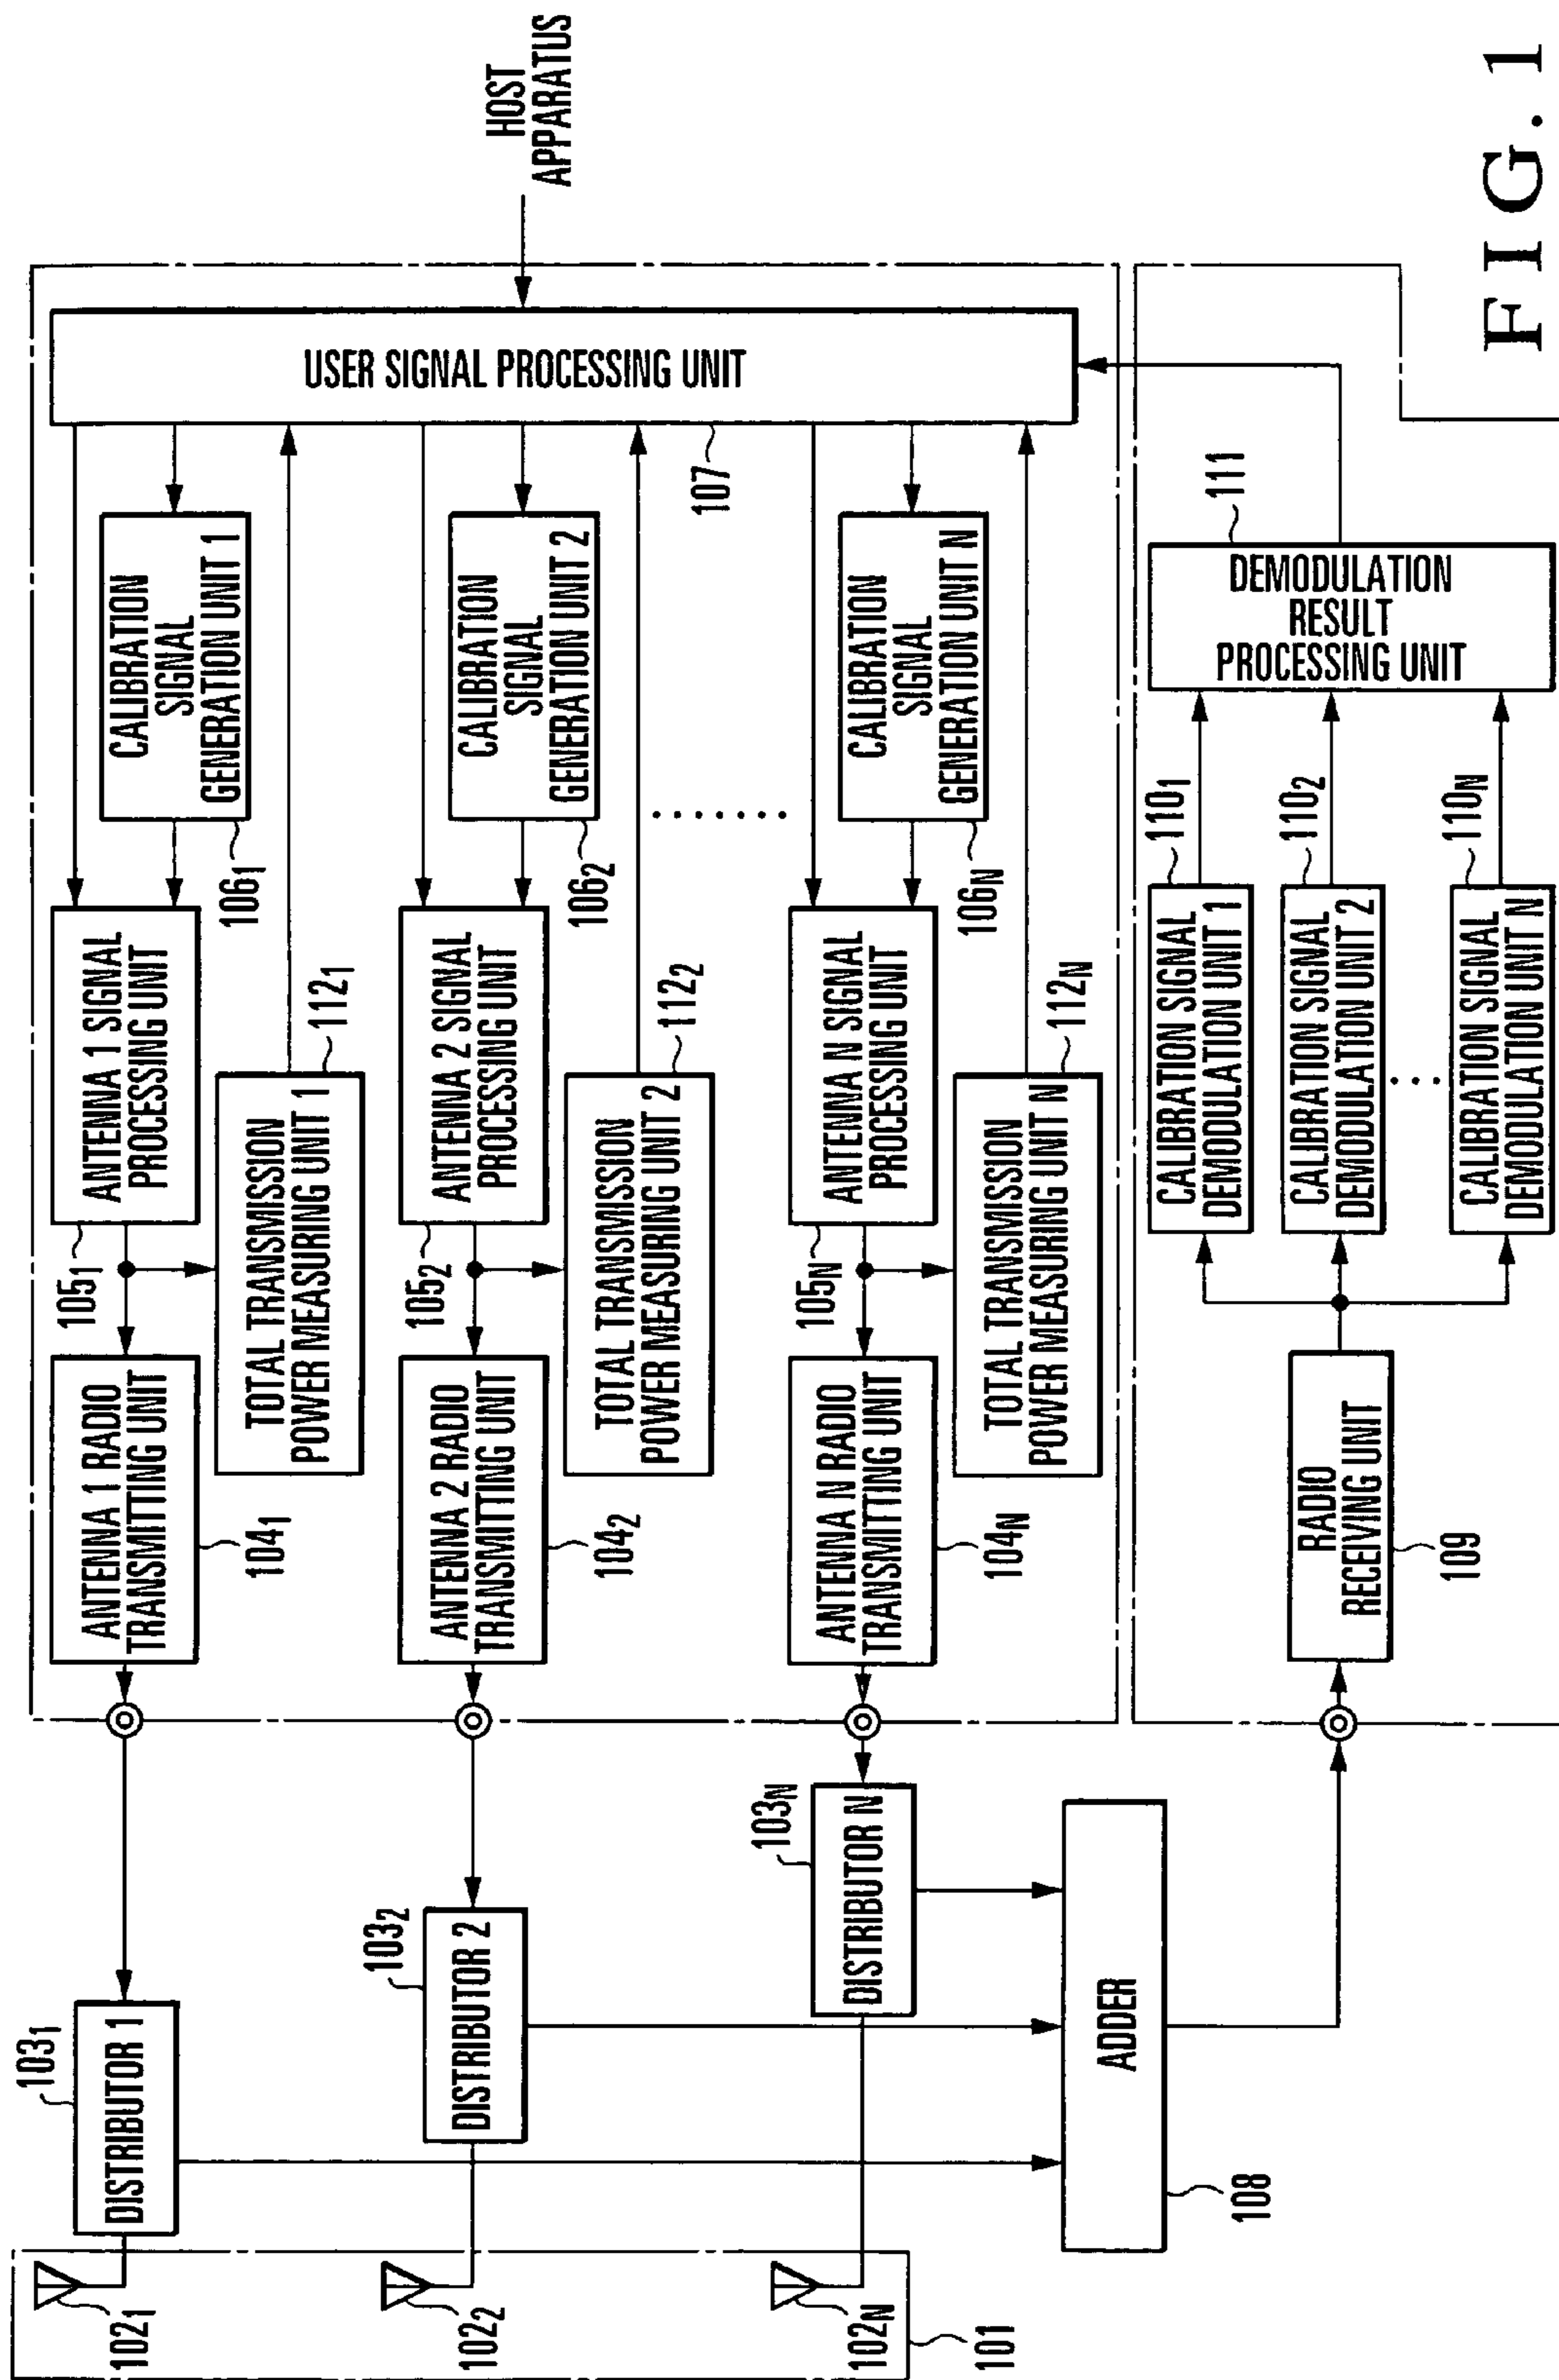 HOST
APPARATUS
USER SIGNAL PROCESSING UNIT
107
CALIBRATION
SIGNAL
GENERATION UNIT 1
106₁
ANTENNA 1 SIGNAL
PROCESSING UNIT
105₁
TOTAL TRANSMISSION
POWER MEASURING UNIT 1
112₁
ANTENNA 1 RADIO
TRANSMITTING UNIT
104₁
CALIBRATION
SIGNAL
GENERATION UNIT 2
106₂
ANTENNA 2 SIGNAL
PROCESSING UNIT
105₂
TOTAL TRANSMISSION
POWER MEASURING UNIT 2
112₂
ANTENNA 2 RADIO
TRANSMITTING UNIT
104₂
CALIBRATION
SIGNAL
GENERATION UNIT N
106N
ANTENNA N SIGNAL
PROCESSING UNIT
105N
TOTAL TRANSMISSION
POWER MEASURING UNIT N
112N
ANTENNA N RADIO
TRANSMITTING UNIT
104N
DISTRIBUTOR 1
103₁
DISTRIBUTOR 2
103₂
DISTRIBUTOR N
103N
102₁
102₂
102N
101
ADDER
108
RADIO
RECEIVING UNIT
109
CALIBRATION SIGNAL
DEMODULATION UNIT 1
110₁
CALIBRATION SIGNAL
DEMODULATION UNIT 2
110₂
CALIBRATION SIGNAL
DEMODULATION UNIT N
110N
DEMODULATION
RESULT
PROCESSING UNIT
111
FIG. 1